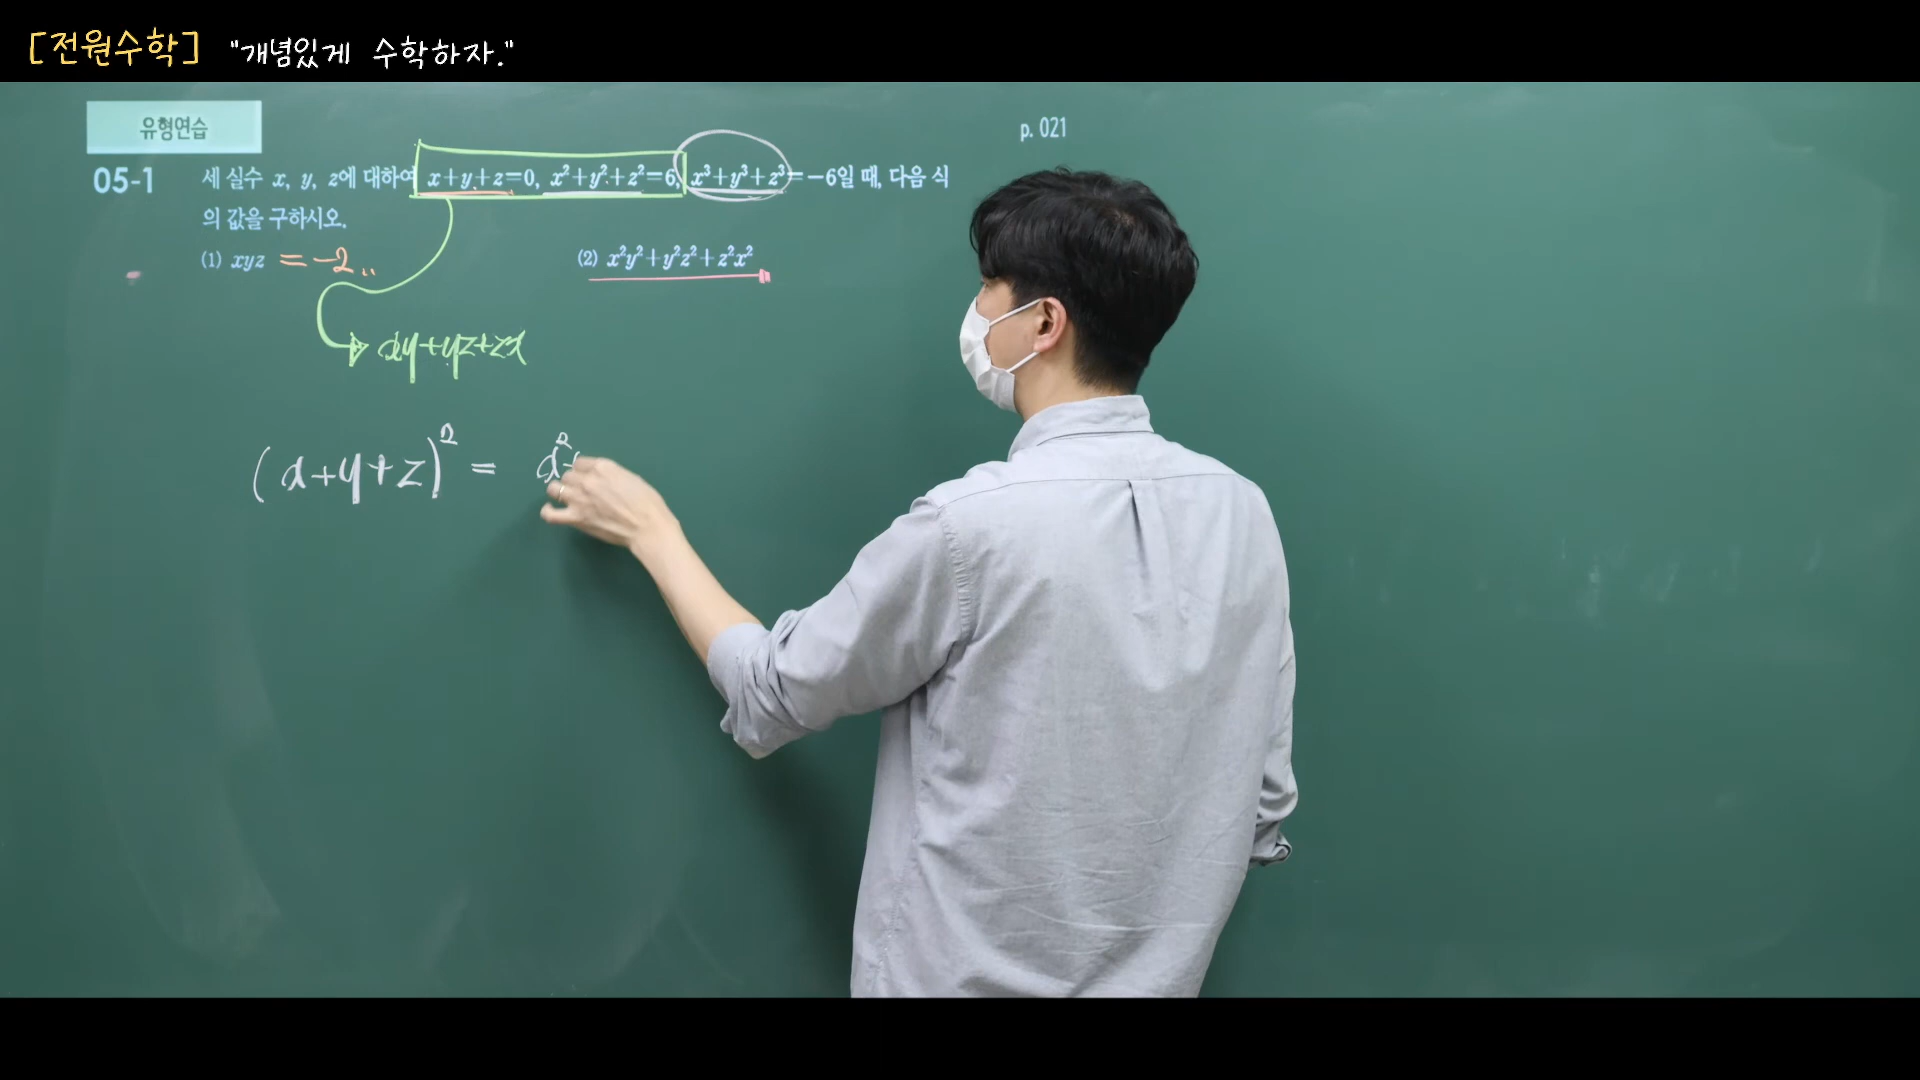 [전원수학] "개념있게 수학하자."
유형연습
p. 021
05-1 세 실수 x, y, z에 대하여 x+y+z=0, x²+y²+z²=6, x³+y³+z³=-6일 때, 다음 식
의 값을 구하시오.
(1) xyz = -2..
(2) x²y²+y²z²+z²x²
xy+yz+zx
(x+y+z)² = x²+